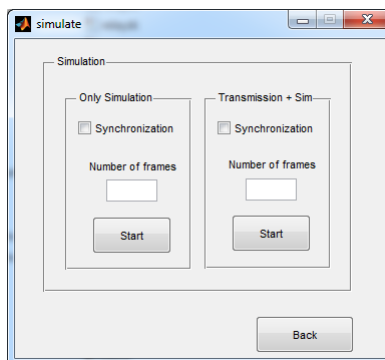 simulate
Simulation
Only Simulation
Transmission + Sim
Synchronization
Synchronization
Number of frames
Number of frames
Start
Start
Back